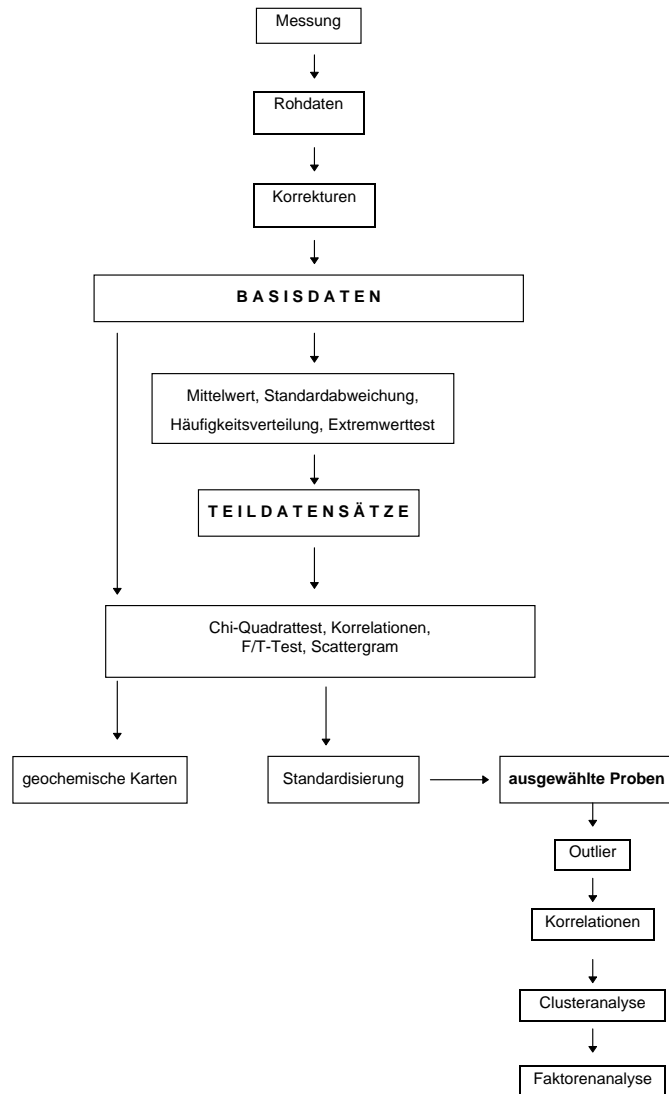 Messung
Rohdaten
Korrekturen
B A S I S D A T E N
Mittelwert, Standardabweichung,
Häufigkeitsverteilung, Extremwerttest
T E I L D A T E N S Ä T Z E
Chi-Quadrattest, Korrelationen,
F/T-Test, Scattergram
geochemische Karten
Standardisierung
ausgewählte Proben
Outlier
Korrelationen
Clusteranalyse
Faktorenanalyse